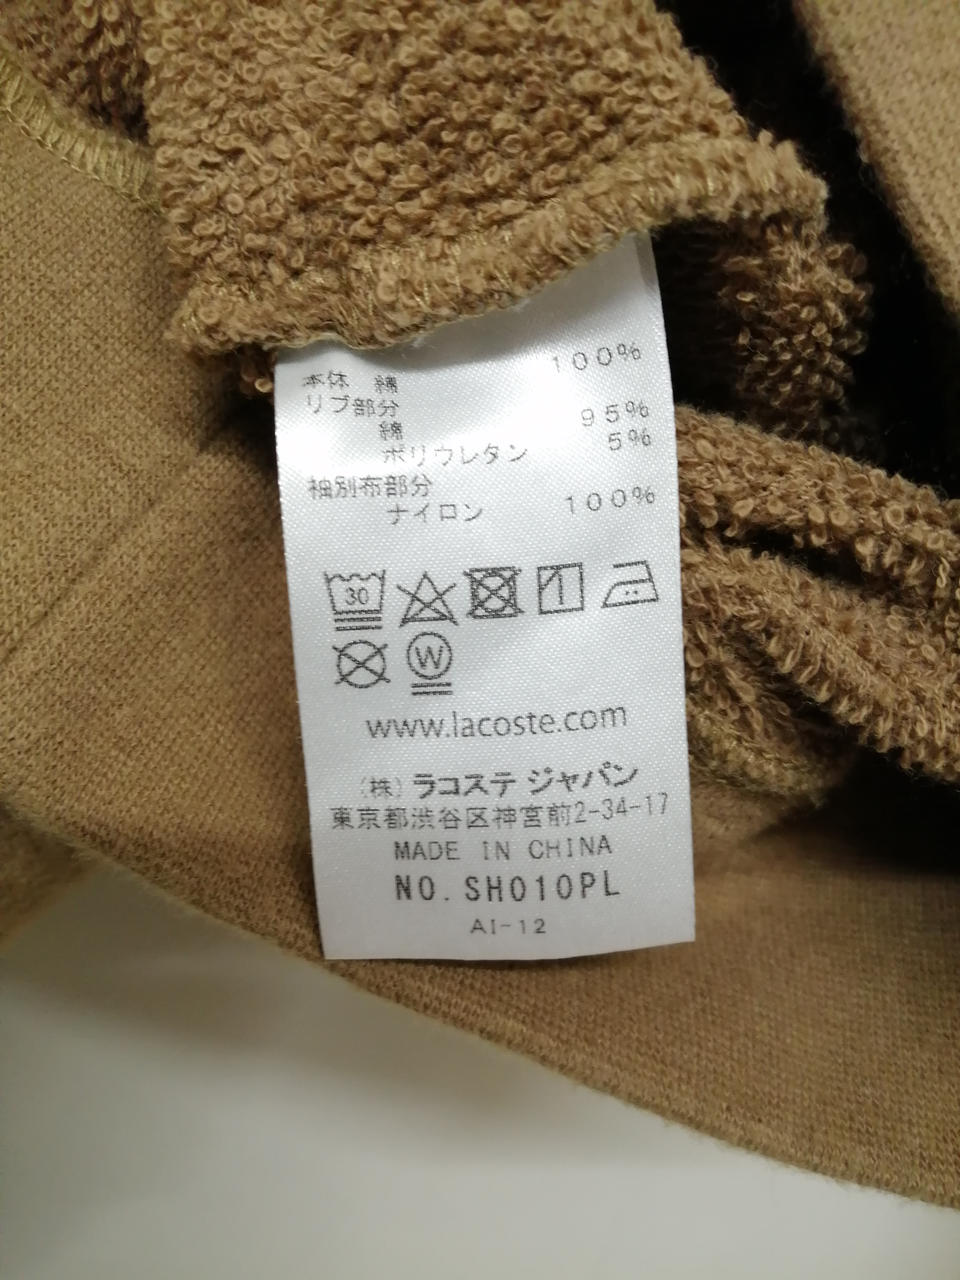 本体 綿 100%
リブ部分
綿 95%
ポリウレタン 5%
袖別布部分
ナイロン 100%
30
W
www.lacoste.com
(株) ラコステ ジャパン
東京都渋谷区神宮前2-34-17
MADE IN CHINA
NO. SH010PL
AI-12